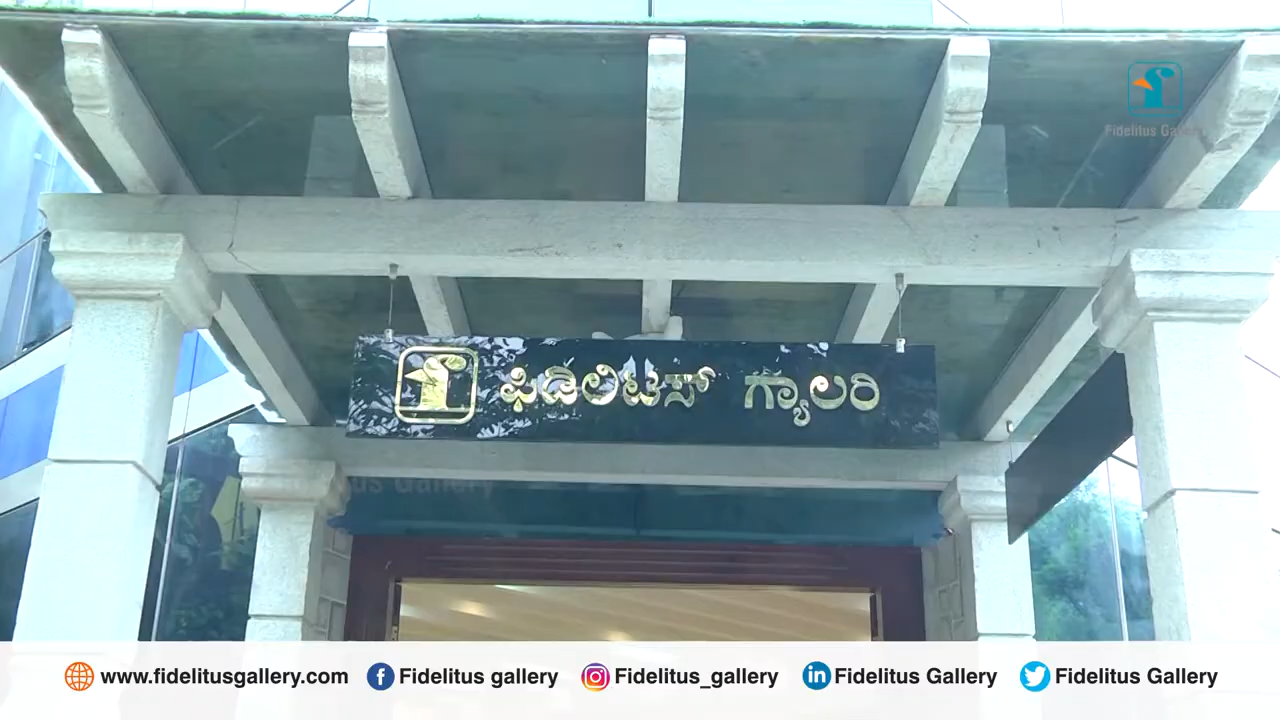 Fidelitus Gallery
ಫಿಡಿಲಿಟಸ್ ಗ್ಯಾಲರಿ
www.fidelitusgallery.com Fidelitus gallery Fidelitus_gallery Fidelitus Gallery Fidelitus Gallery